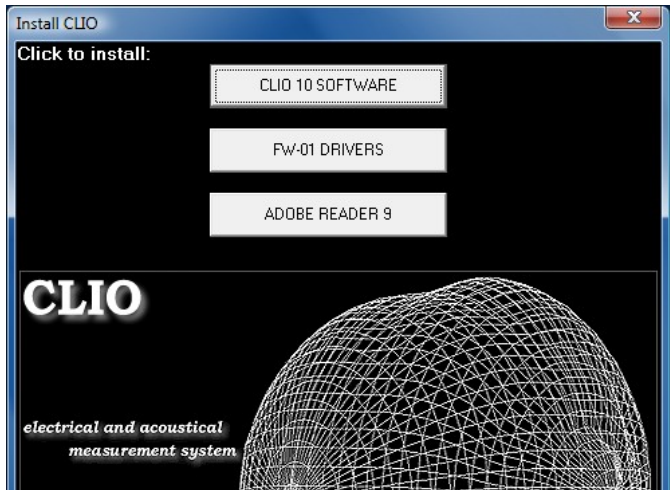 Install CLIO
Click to install:
CLIO 10 SOFTWARE
FW-01 DRIVERS
ADOBE READER 9
CLIO
electrical and acoustical
measurement system